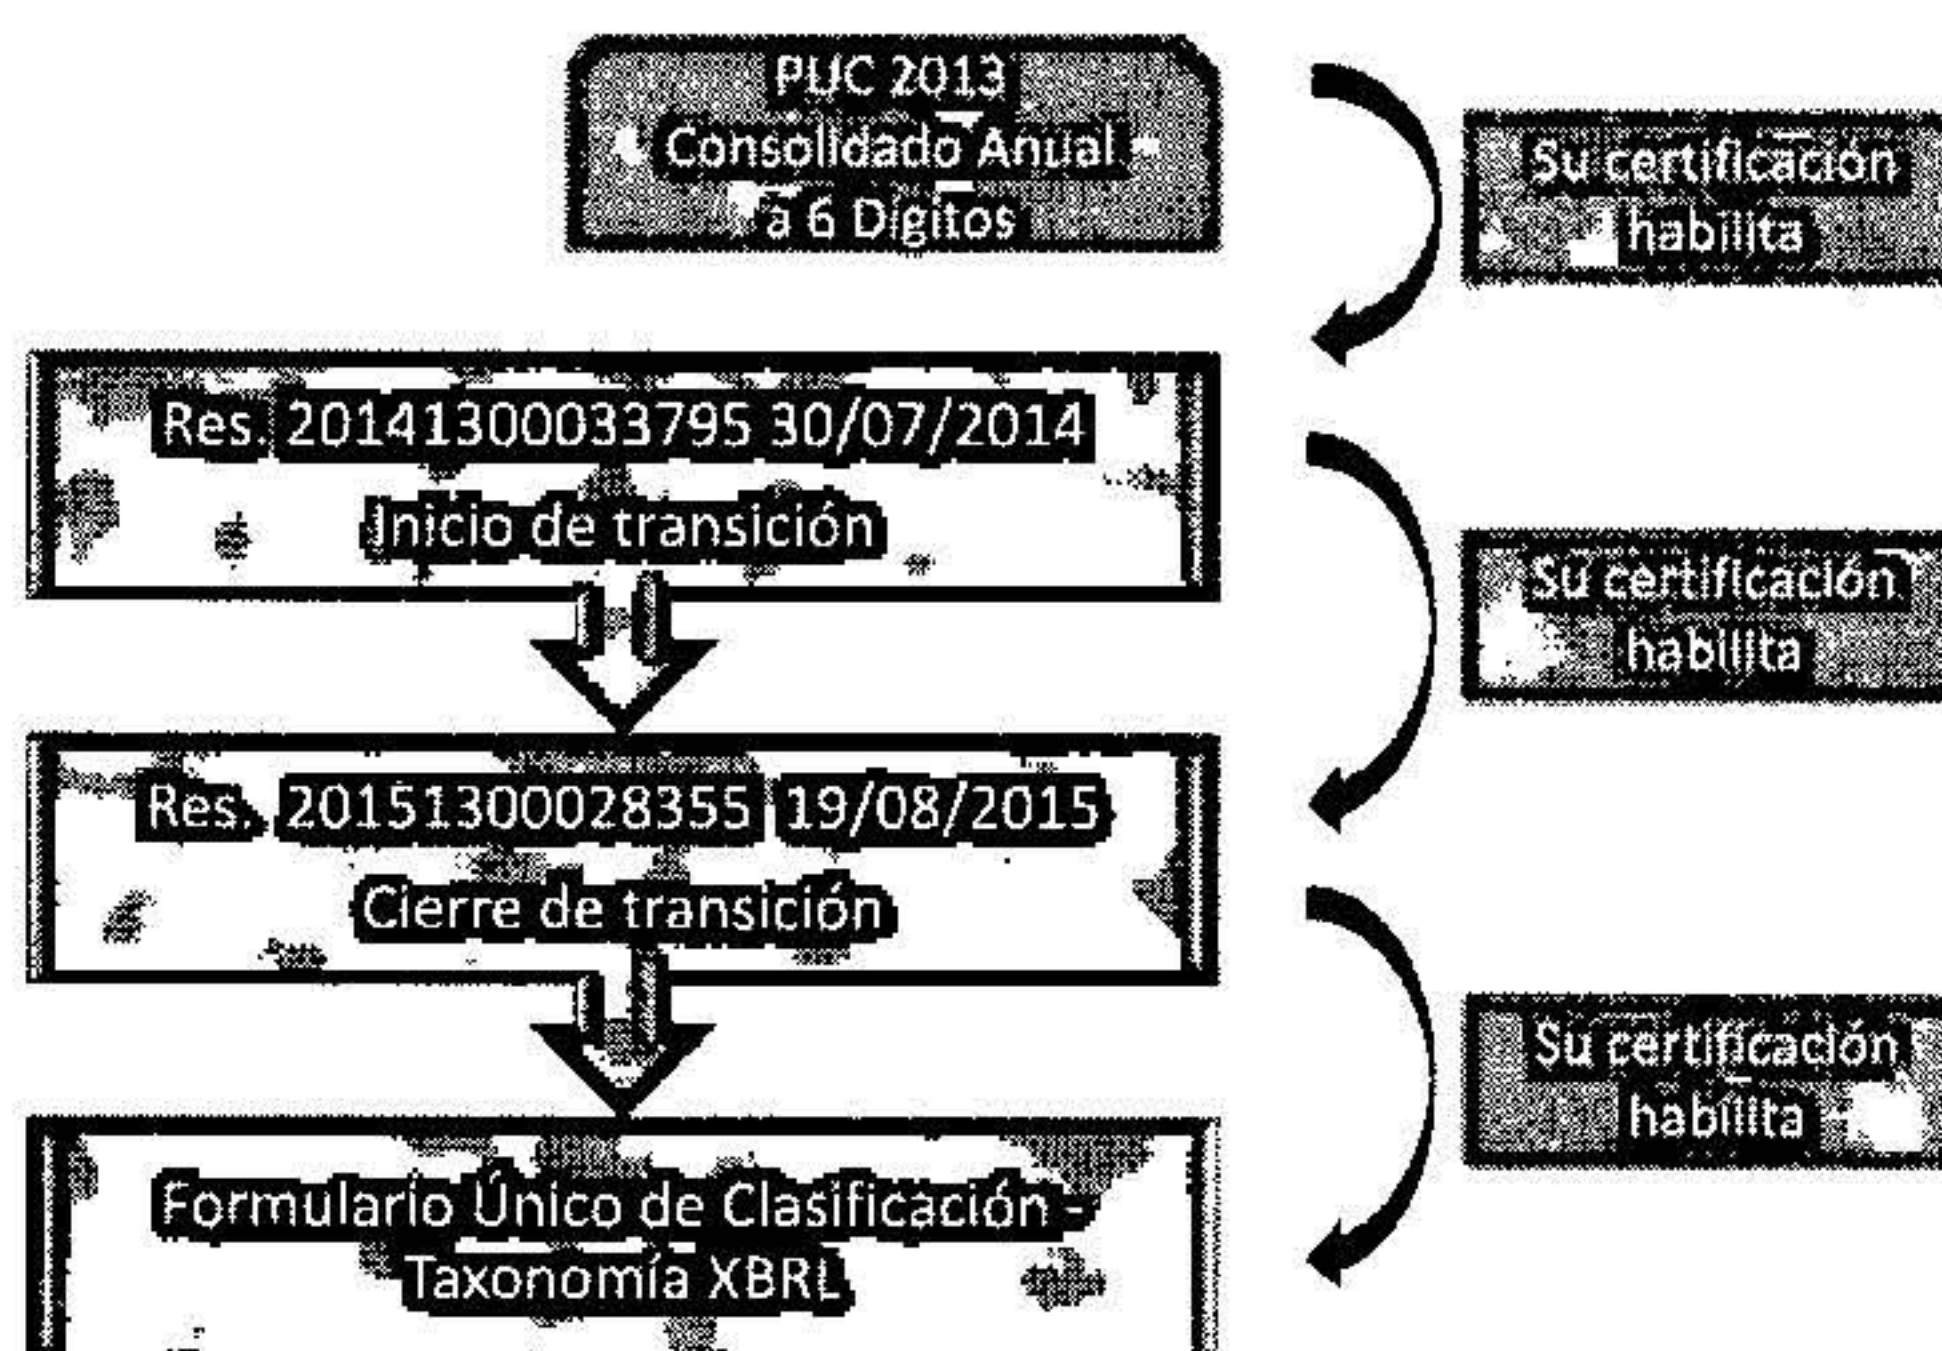 PUC 2013
Consolidado Anual
a 6 Dígitos
Su certificación
habilita
Res. 20141300033795 30/07/2014
Inicio de transición
Su certificación
habilita
Res. 20151300028355 19/08/2015
Cierre de transición
Su certificación
habilita
Formulario Único de Clasificación -
Taxonomía XBRL